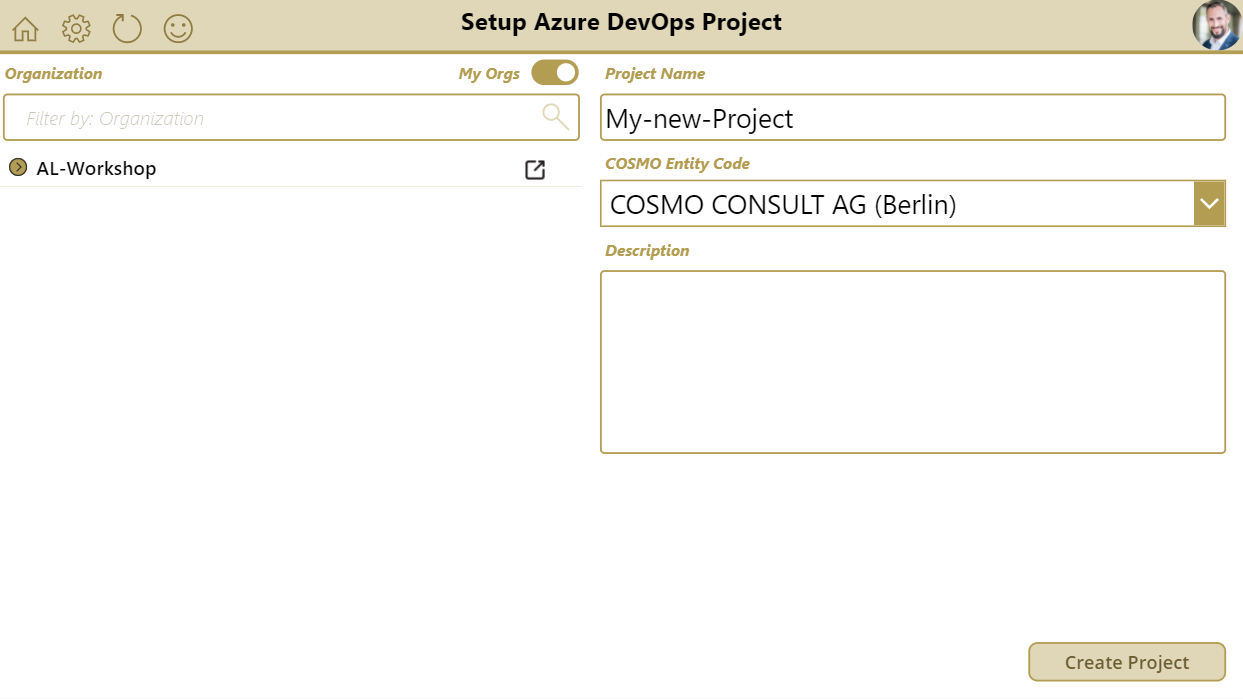 Setup Azure DevOps Project
Organization
My Orgs
Filter by: Organization
AL-Workshop
Project Name
My-new-Project
COSMO Entity Code
COSMO CONSULT AG (Berlin)
Description
Create Project